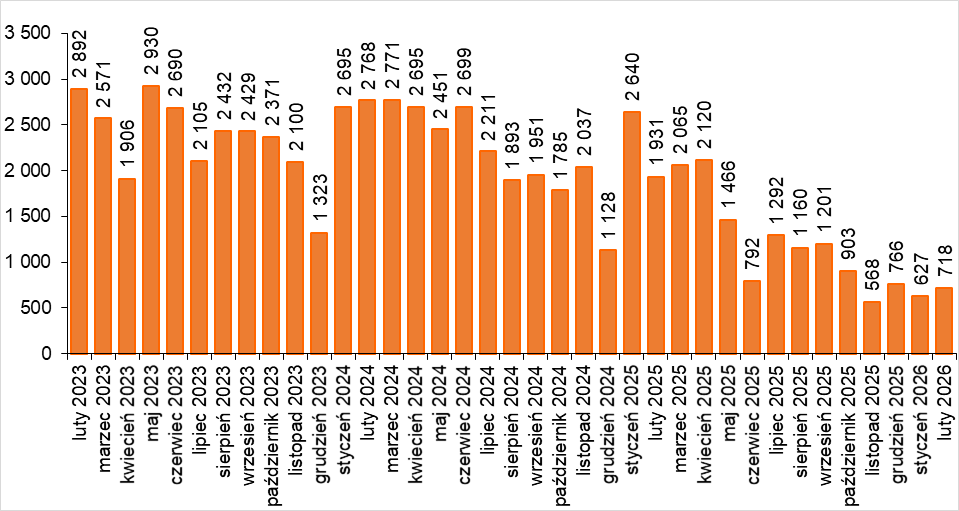 3 500
3 000
2 500
2 000
1 500
1 000
500
0
2 892
2 571
1 906
2 930
2 690
2 105
2 432
2 429
2 371
2 100
1 323
2 695
2 768
2 771
2 695
2 451
2 699
2 211
1 893
1 951
1 785
2 037
1 128
2 640
1 931
2 065
2 120
1 466
792
1 292
1 160
1 201
903
568
766
627
718
luty 2023
marzec 2023
kwiecień 2023
maj 2023
czerwiec 2023
lipiec 2023
sierpień 2023
wrzesień 2023
październik 2023
listopad 2023
grudzień 2023
styczeń 2024
luty 2024
marzec 2024
kwiecień 2024
maj 2024
czerwiec 2024
lipiec 2024
sierpień 2024
wrzesień 2024
październik 2024
listopad 2024
grudzień 2024
styczeń 2025
luty 2025
marzec 2025
kwiecień 2025
maj 2025
czerwiec 2025
lipiec 2025
sierpień 2025
wrzesień 2025
październik 2025
listopad 2025
grudzień 2025
styczeń 2026
luty 2026